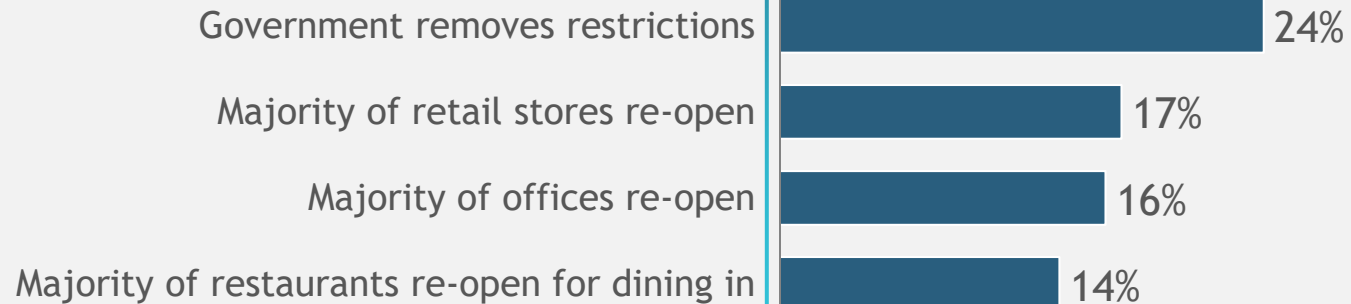 Government removes restrictions 24%
Majority of retail stores re-open 17%
Majority of offices re-open 16%
Majority of restaurants re-open for dining in 14%